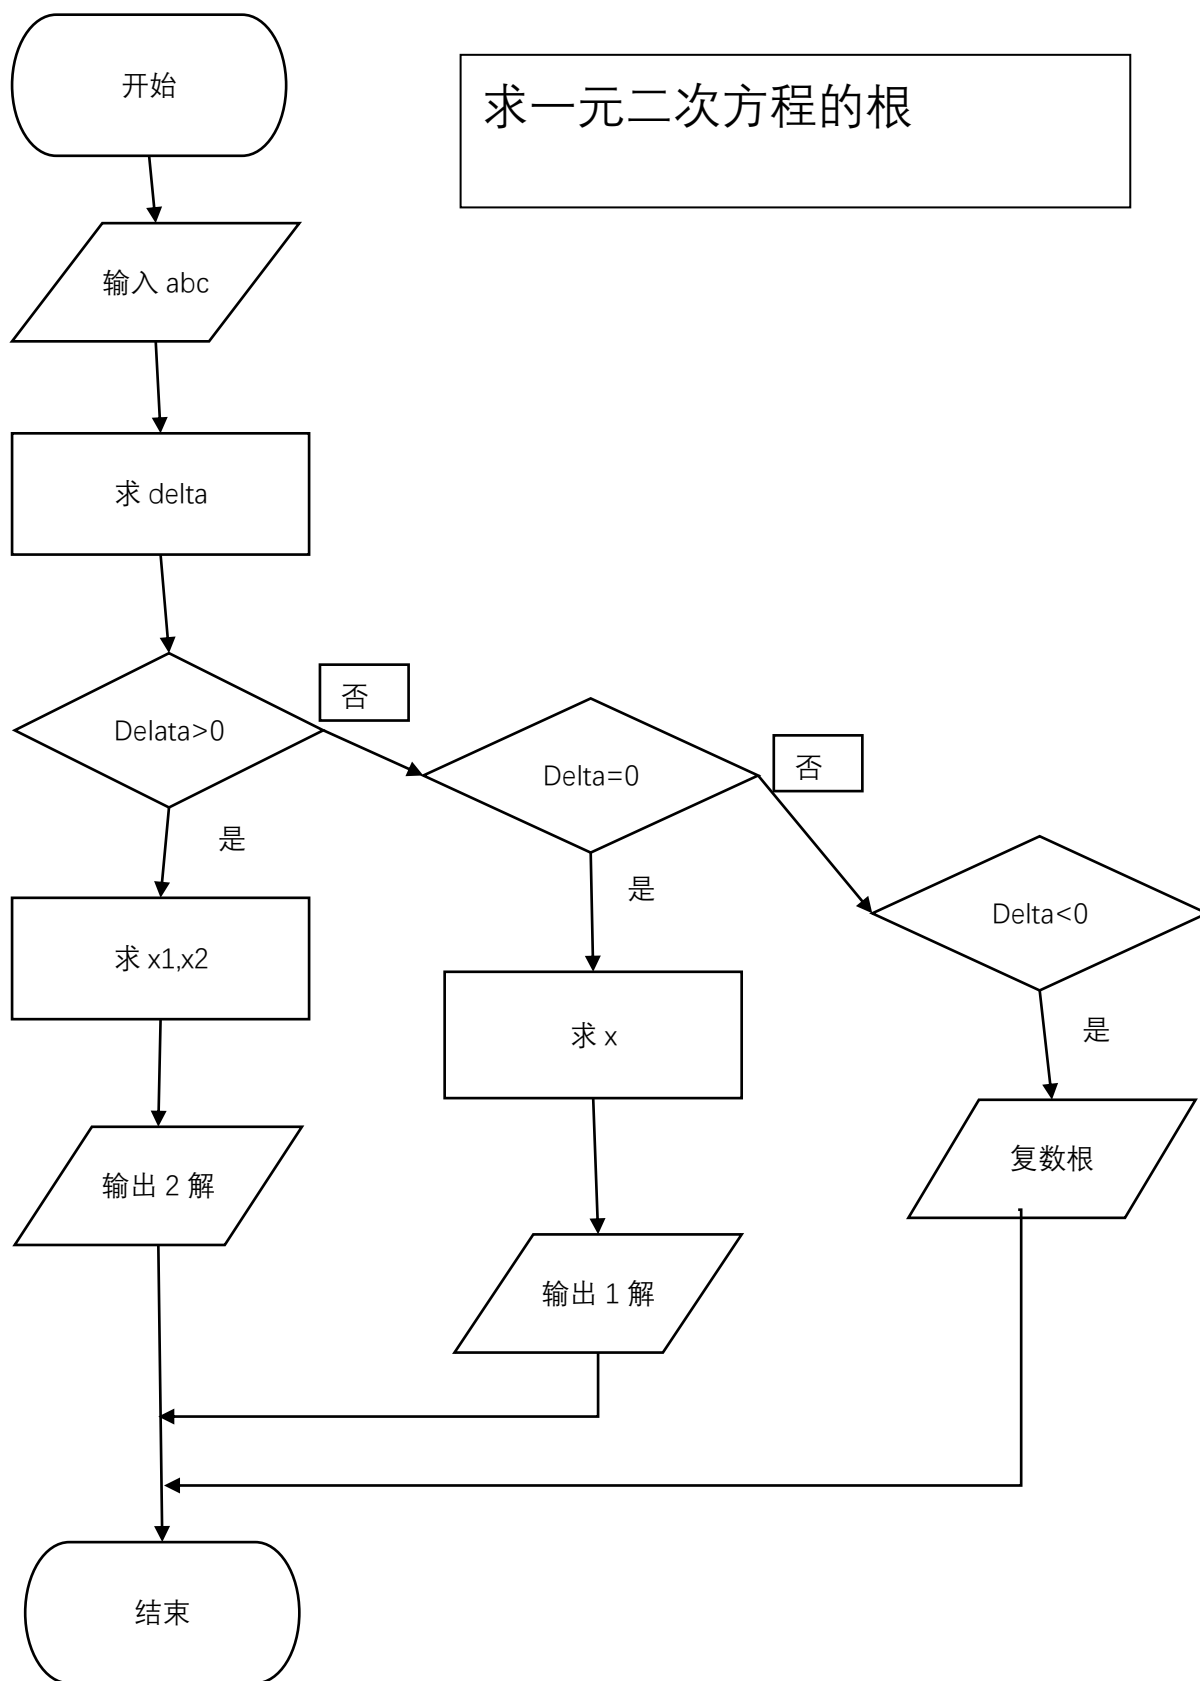 开始
求一元二次方程的根
输入 abc
求 delta
Delata>0
否
Delta=0
否
Delta<0
是
是
是
求 x1,x2
求 x
复数根
输出 2 解
输出 1 解
结束